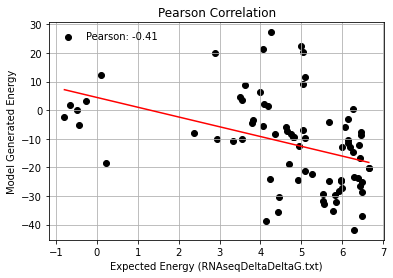 Pearson Correlation
Pearson: -0.41
30
20
10
0
−10
−20
−30
−40
Model Generated Energy
−1 0 1 2 3 4 5 6 7
Expected Energy (RNAseqDeltaDeltaG.txt)